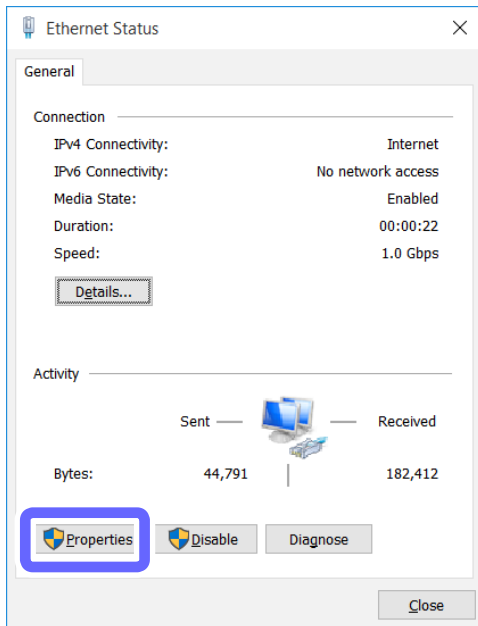 Ethernet Status
General
Connection
IPv4 Connectivity: Internet
IPv6 Connectivity: No network access
Media State: Enabled
Duration: 00:00:22
Speed: 1.0 Gbps
Details...
Activity
Sent Received
Bytes: 44,791 182,412
Properties Disable Diagnose
Close